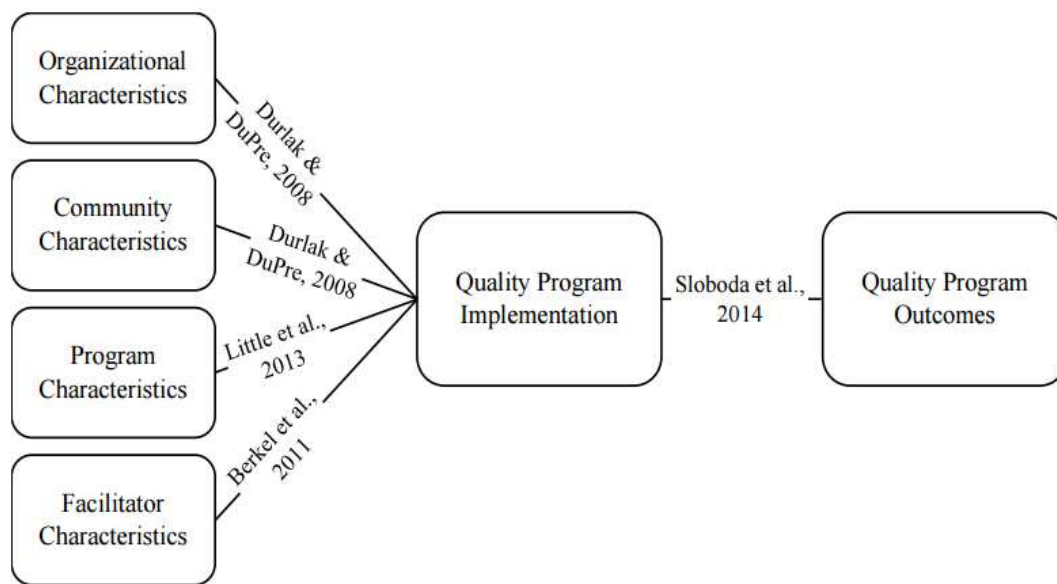 Organizational
Characteristics
Durlak &
DuPre, 2008
Community
Characteristics
Durlak &
DuPre, 2008
Program
Characteristics
Little et al.,
2013
Facilitator
Characteristics
Berkel et al.,
2011
Quality Program
Implementation
Sloboda et al.,
2014
Quality Program
Outcomes